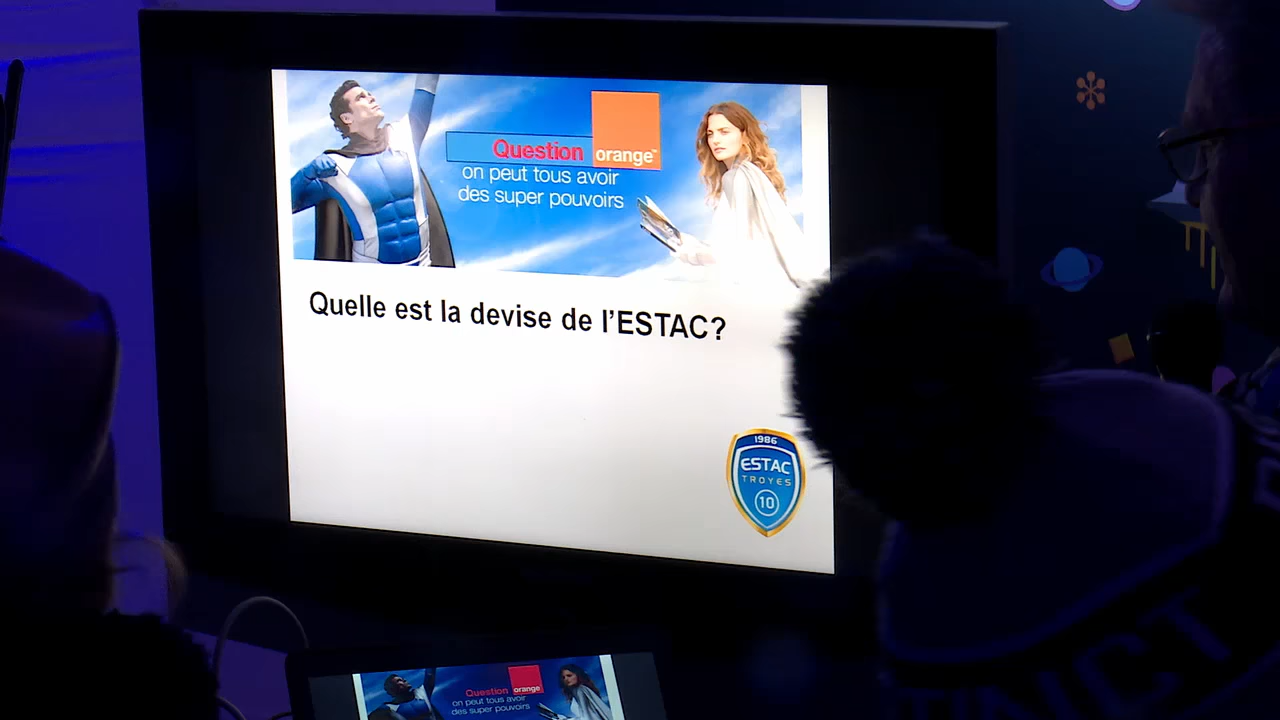 Question
orange™
on peut tous avoir
des super pouvoirs
Quelle est la devise de l'ESTAC?
1986
ESTAC
TROYES
10
Question
orange
on peut tous avoir
des super pouvoirs